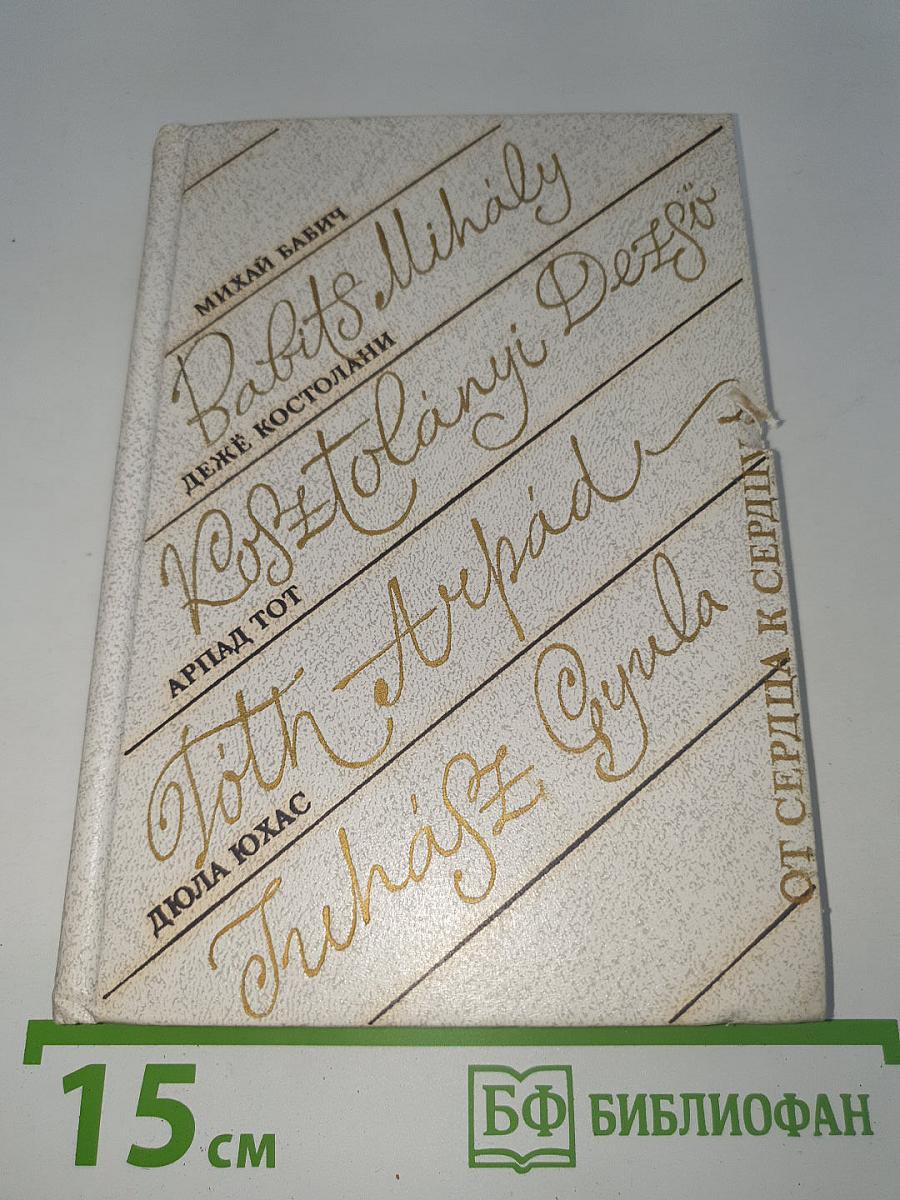 МИХАЙ БАБИЧ
Babits Mihály
ДЕЖЁ КОСТОЛАНИ
Kosztolányi Dezső
АРПАД ТОТ
Tóth Árpád
ДЮЛА ЮХАС
Juhász Gyula
ОТ СЕРДЦА К СЕРДЦУ
15 см
БФ БИБЛИОФАН